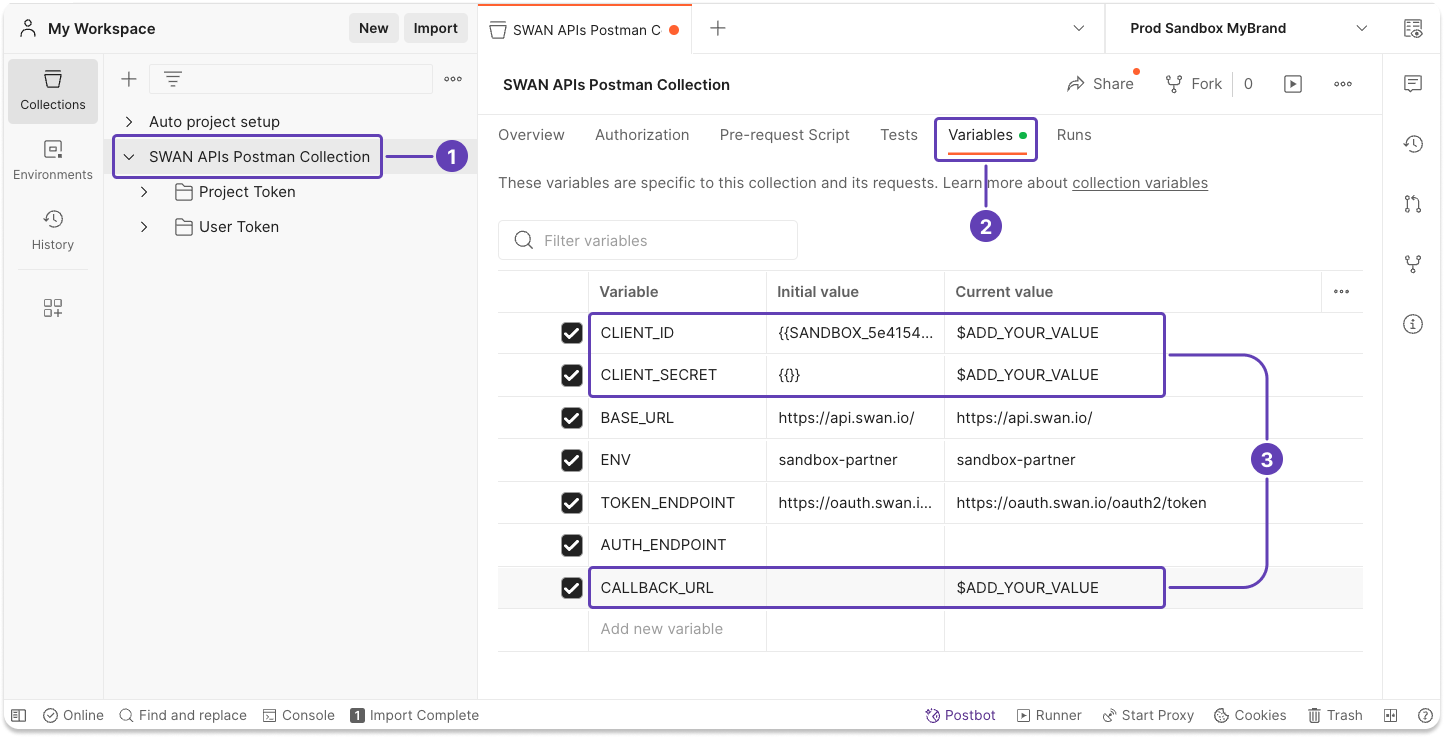 My Workspace
New
Import
SWAN APIs Postman C
Prod Sandbox MyBrand
Collections
Environments
History
Auto project setup
SWAN APIs Postman Collection
1
Project Token
User Token
SWAN APIs Postman Collection
Share
Fork
0
Overview
Authorization
Pre-request Script
Tests
Variables
Runs
These variables are specific to this collection and its requests. Learn more about collection variables
2
Filter variables
Variable
Initial value
Current value
CLIENT_ID
{{SANDBOX_5e4154...
$ADD_YOUR_VALUE
CLIENT_SECRET
{{}}
$ADD_YOUR_VALUE
BASE_URL
https://api.swan.io/
https://api.swan.io/
ENV
sandbox-partner
sandbox-partner
3
TOKEN_ENDPOINT
https://oauth.swan.i...
https://oauth.swan.io/oauth2/token
AUTH_ENDPOINT
CALLBACK_URL
$ADD_YOUR_VALUE
Add new variable
Online
Find and replace
Console
1 Import Complete
Postbot
Runner
Start Proxy
Cookies
Trash